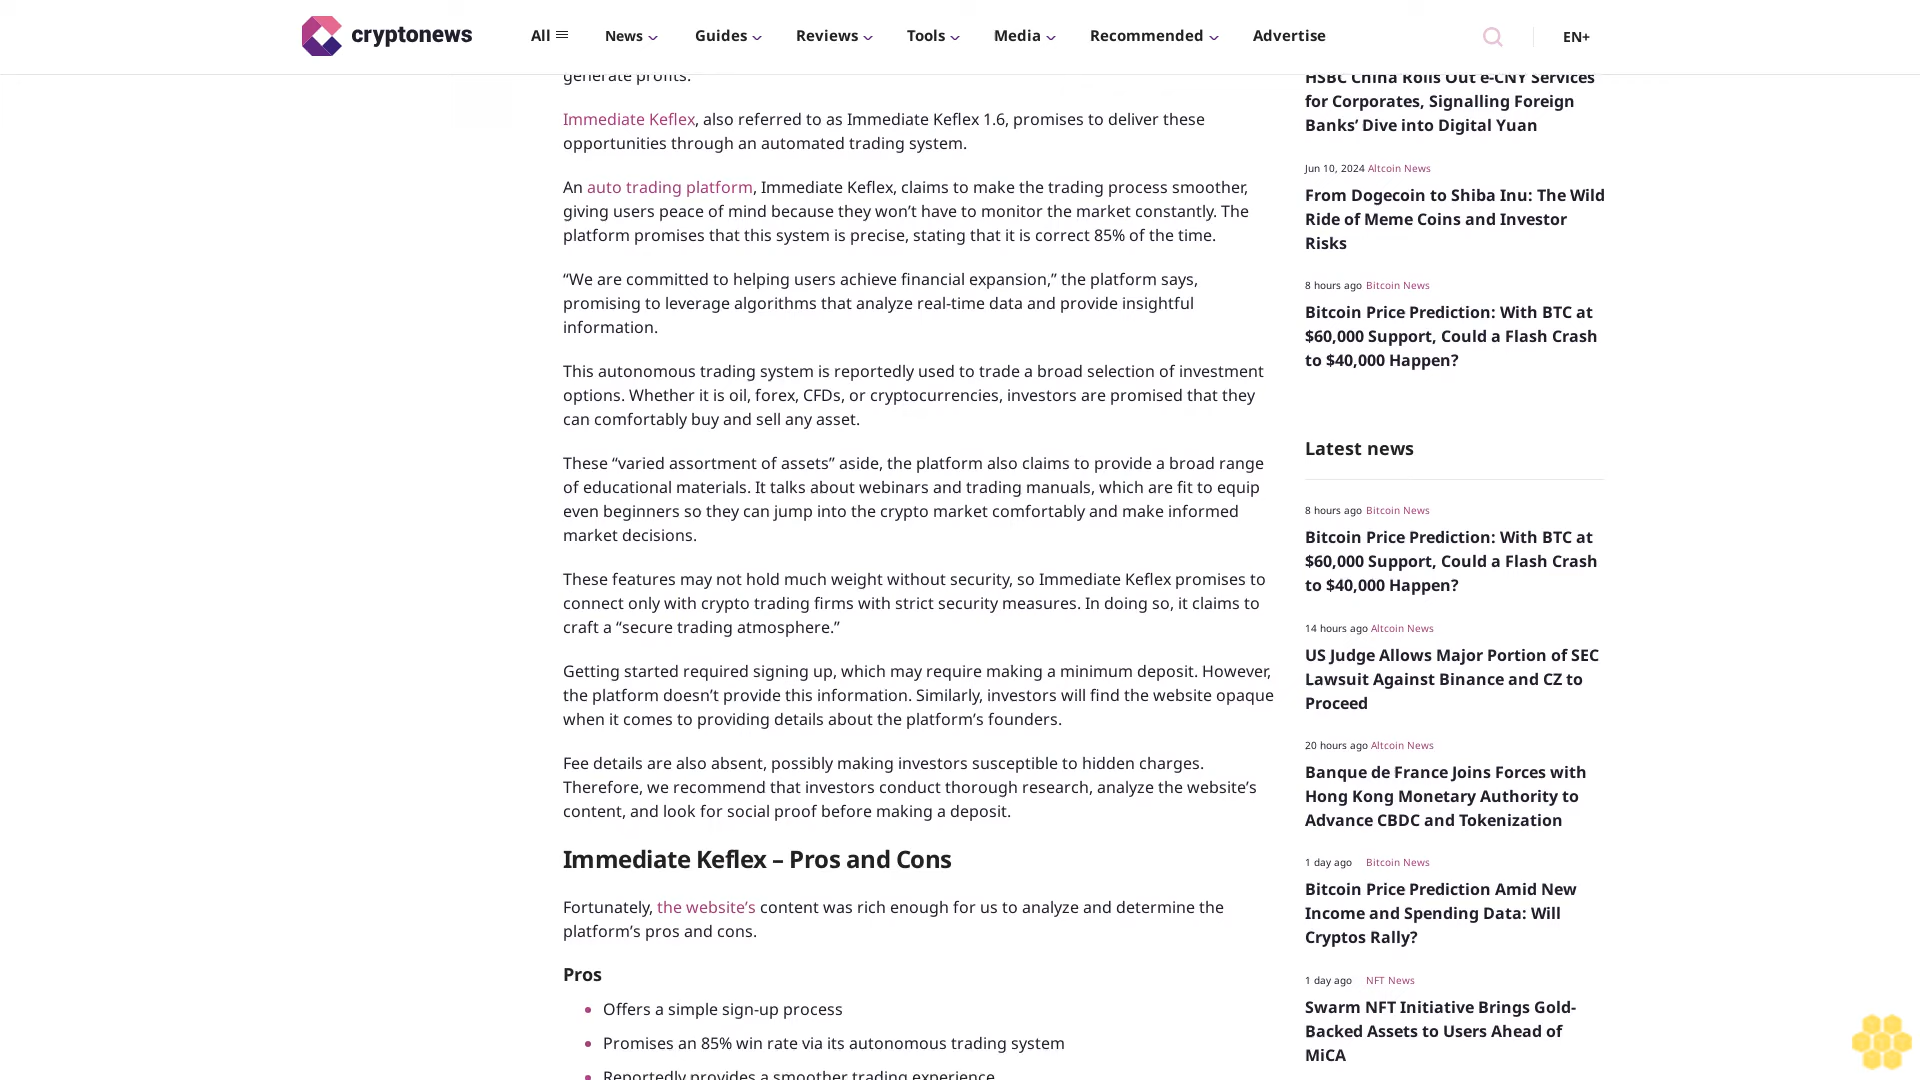 cryptonews
All
News
Guides
Reviews
Tools
Media
Recommended
Advertise
EN+
generate profits.
Immediate Keflex, also referred to as Immediate Keflex 1.6, promises to deliver these
opportunities through an automated trading system.
An auto trading platform, Immediate Keflex, claims to make the trading process smoother,
giving users peace of mind because they won’t have to monitor the market constantly. The
platform promises that this system is precise, stating that it is correct 85% of the time.
“We are committed to helping users achieve financial expansion,” the platform says,
promising to leverage algorithms that analyze real-time data and provide insightful
information.
This autonomous trading system is reportedly used to trade a broad selection of investment
options. Whether it is oil, forex, CFDs, or cryptocurrencies, investors are promised that they
can comfortably buy and sell any asset.
These “varied assortment of assets” aside, the platform also claims to provide a broad range
of educational materials. It talks about webinars and trading manuals, which are fit to equip
even beginners so they can jump into the crypto market comfortably and make informed
market decisions.
These features may not hold much weight without security, so Immediate Keflex promises to
connect only with crypto trading firms with strict security measures. In doing so, it claims to
craft a “secure trading atmosphere.”
Getting started required signing up, which may require making a minimum deposit. However,
the platform doesn’t provide this information. Similarly, investors will find the website opaque
when it comes to providing details about the platform’s founders.
Fee details are also absent, possibly making investors susceptible to hidden charges.
Therefore, we recommend that investors conduct thorough research, analyze the website’s
content, and look for social proof before making a deposit.
Immediate Keflex – Pros and Cons
Fortunately, the website’s content was rich enough for us to analyze and determine the
platform’s pros and cons.
Pros
Offers a simple sign-up process
Promises an 85% win rate via its autonomous trading system
Reportedly provides a smoother trading experience
HSBC China Rolls Out e-CNY Services
for Corporates, Signalling Foreign
Banks’ Dive into Digital Yuan
Jun 10, 2024 Altcoin News
From Dogecoin to Shiba Inu: The Wild
Ride of Meme Coins and Investor
Risks
8 hours ago Bitcoin News
Bitcoin Price Prediction: With BTC at
$60,000 Support, Could a Flash Crash
to $40,000 Happen?
Latest news
8 hours ago Bitcoin News
Bitcoin Price Prediction: With BTC at
$60,000 Support, Could a Flash Crash
to $40,000 Happen?
14 hours ago Altcoin News
US Judge Allows Major Portion of SEC
Lawsuit Against Binance and CZ to
Proceed
20 hours ago Altcoin News
Banque de France Joins Forces with
Hong Kong Monetary Authority to
Advance CBDC and Tokenization
1 day ago Bitcoin News
Bitcoin Price Prediction Amid New
Income and Spending Data: Will
Cryptos Rally?
1 day ago NFT News
Swarm NFT Initiative Brings Gold-
Backed Assets to Users Ahead of
MiCA